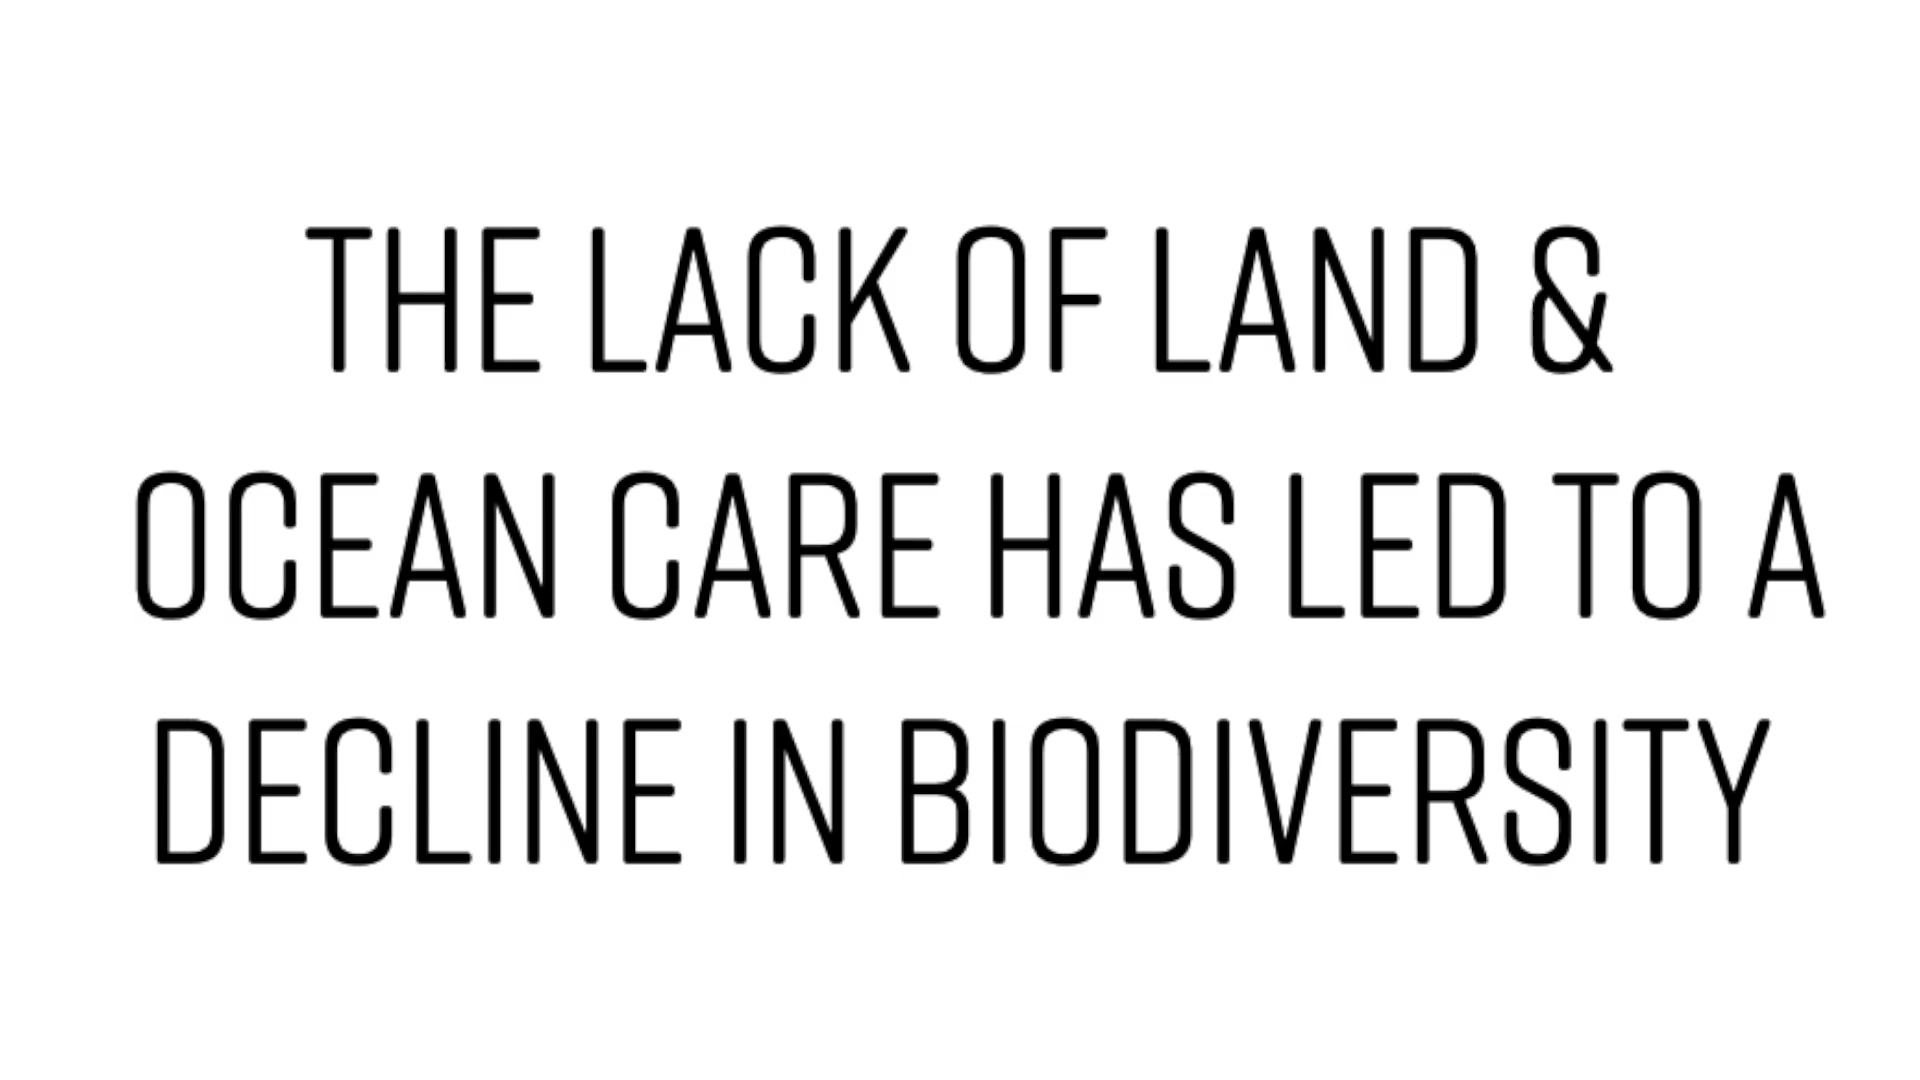 THE LACK OF LAND &
OCEAN CARE HAS LED TO A
DECLINE IN BIODIVERSITY